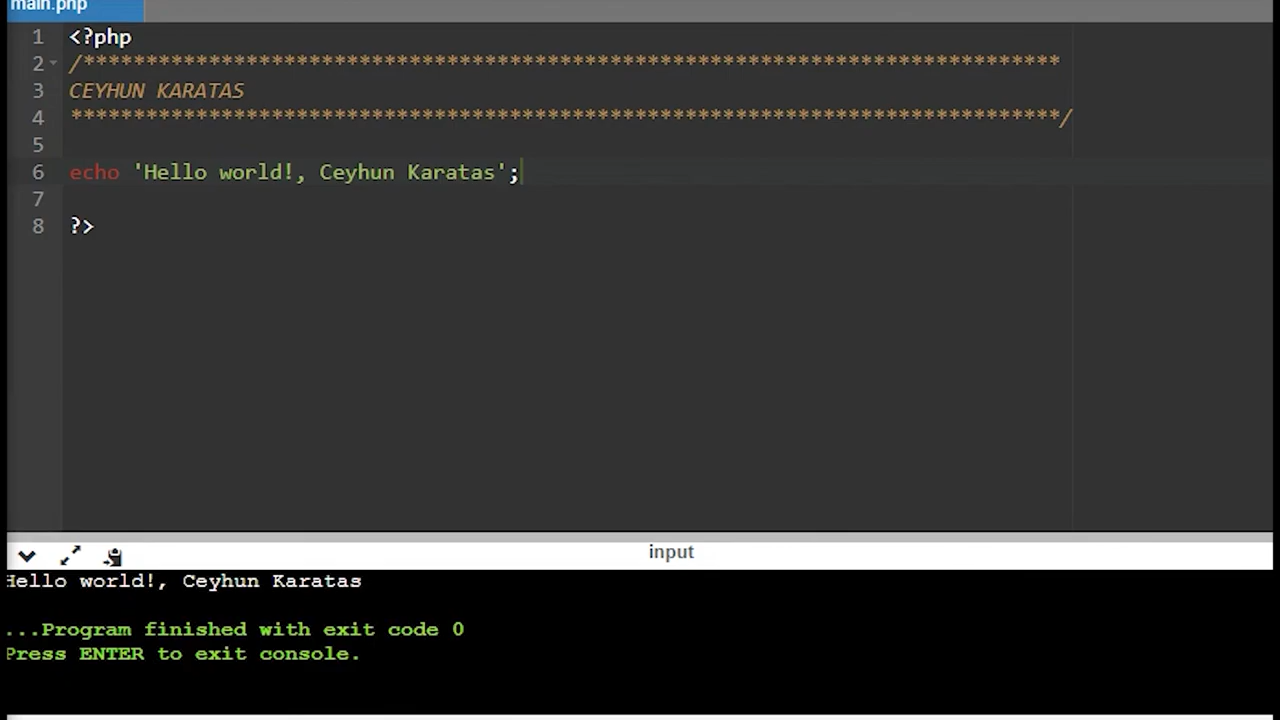 main.php
1 <?php
2 /******************************************************************************
3 CEYHUN KARATAS
4 *******************************************************************************/
5
6 echo 'Hello world!, Ceyhun Karatas';
7
8 ?>
input
Hello world!, Ceyhun Karatas
...Program finished with exit code 0
Press ENTER to exit console.